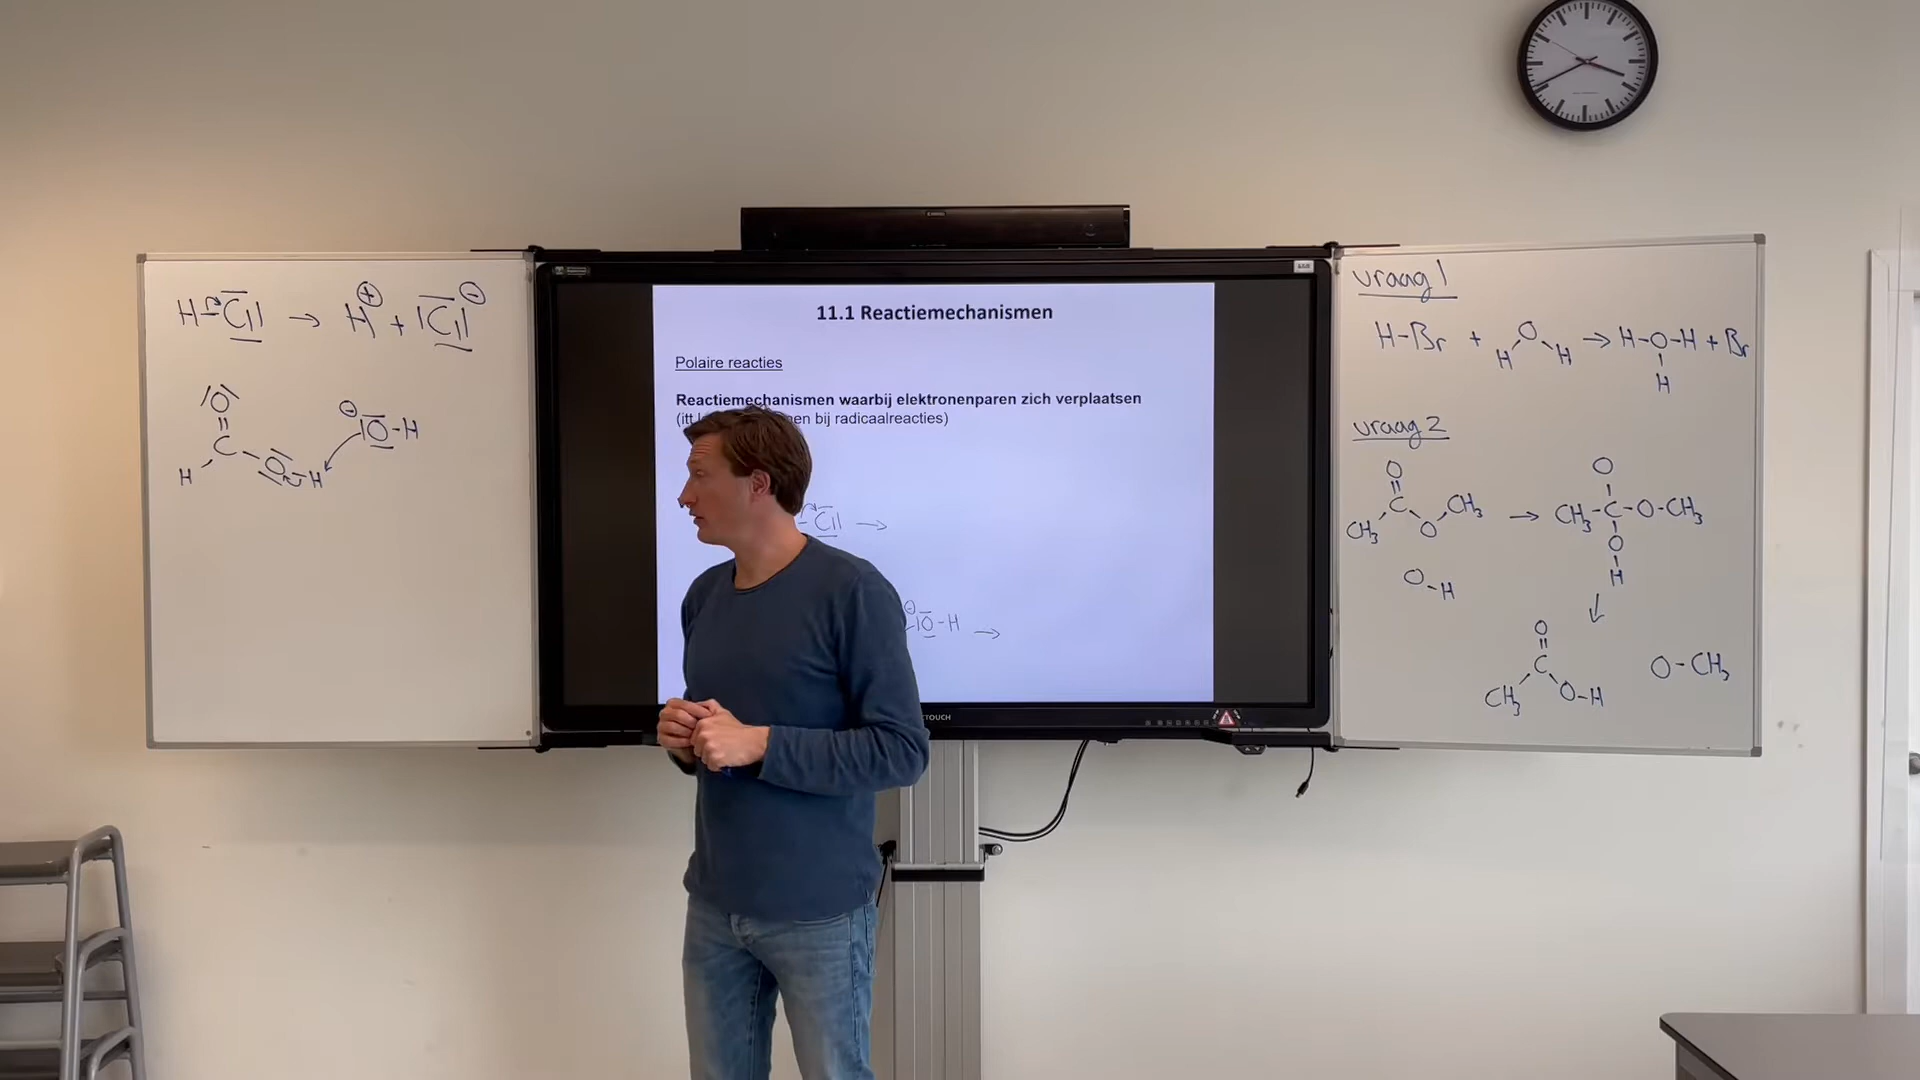 H-Cl → H⊕ + Cl⊖
O
C
H
O-H
⊖
O-H
11.1 Reactiemechanismen
Polaire reacties
Reactiemechanismen waarbij elektronenparen zich verplaatsen
en bij radicaalreacties)
-Cl →
⊖
O-H →
TOUCH
vraag 1
H-Br + O → H-O-H + Br
H H
H
vraag 2
O
C
CH3 O CH3
→
O
CH3-C-O-CH3
O
H
O-H
↓
O
C
CH3 O-H
O-CH3